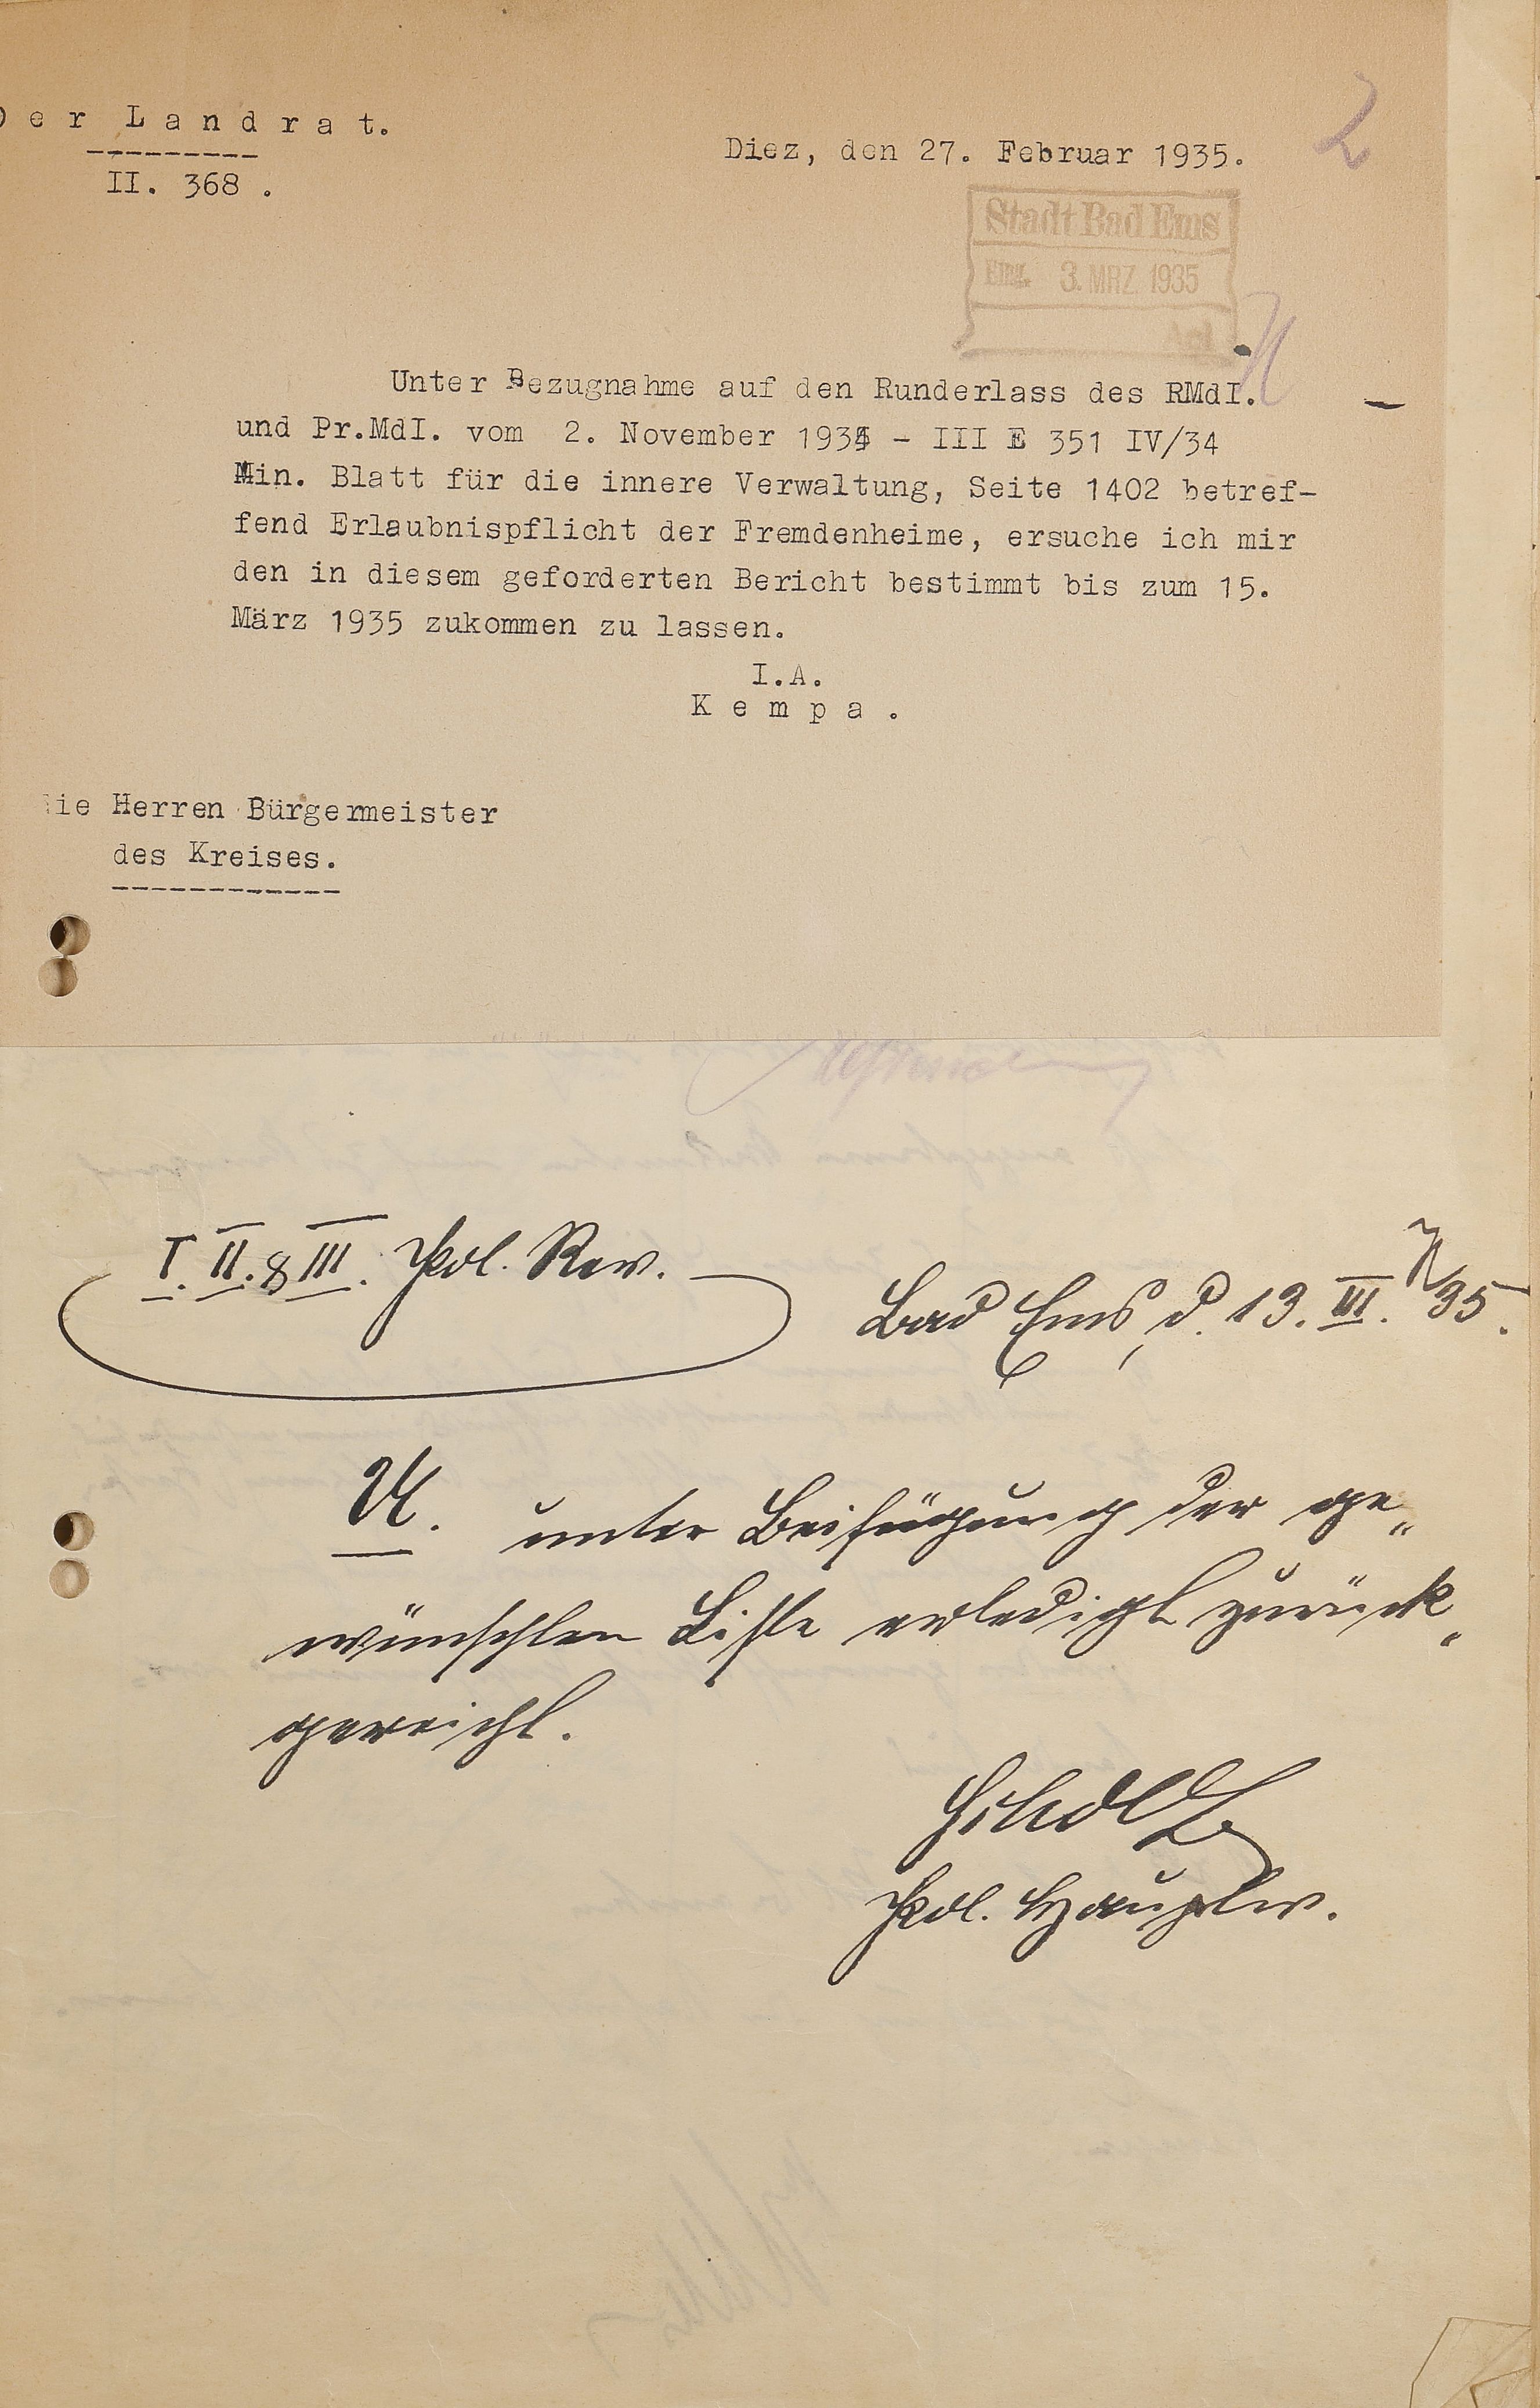 Der Landrat.
II. 368 .
Diez, den 27. Februar 1935.
2
Stadt Bad Ems
Eing. 3. MRZ. 1935
Unter Bezugnahme auf den Runderlass des RMdI.
und Pr.MdI. vom 2. November 1934 - III E 351 IV/34
Min. Blatt für die innere Verwaltung, Seite 1402 betref-
fend Erlaubnispflicht der Fremdenheime, ersuche ich mir
den in diesem geforderten Bericht bestimmt bis zum 15.
März 1935 zukommen zu lassen.
I.A.
Kempa.
die Herren Bürgermeister
des Kreises.
I. II. & III. Pol. Rev.
Bad Ems, d. 13. III. 35.
U. unter Beifügung der ge„
wünschten Liste erledigt zurück„
gereicht.
Pol. Hauptw.